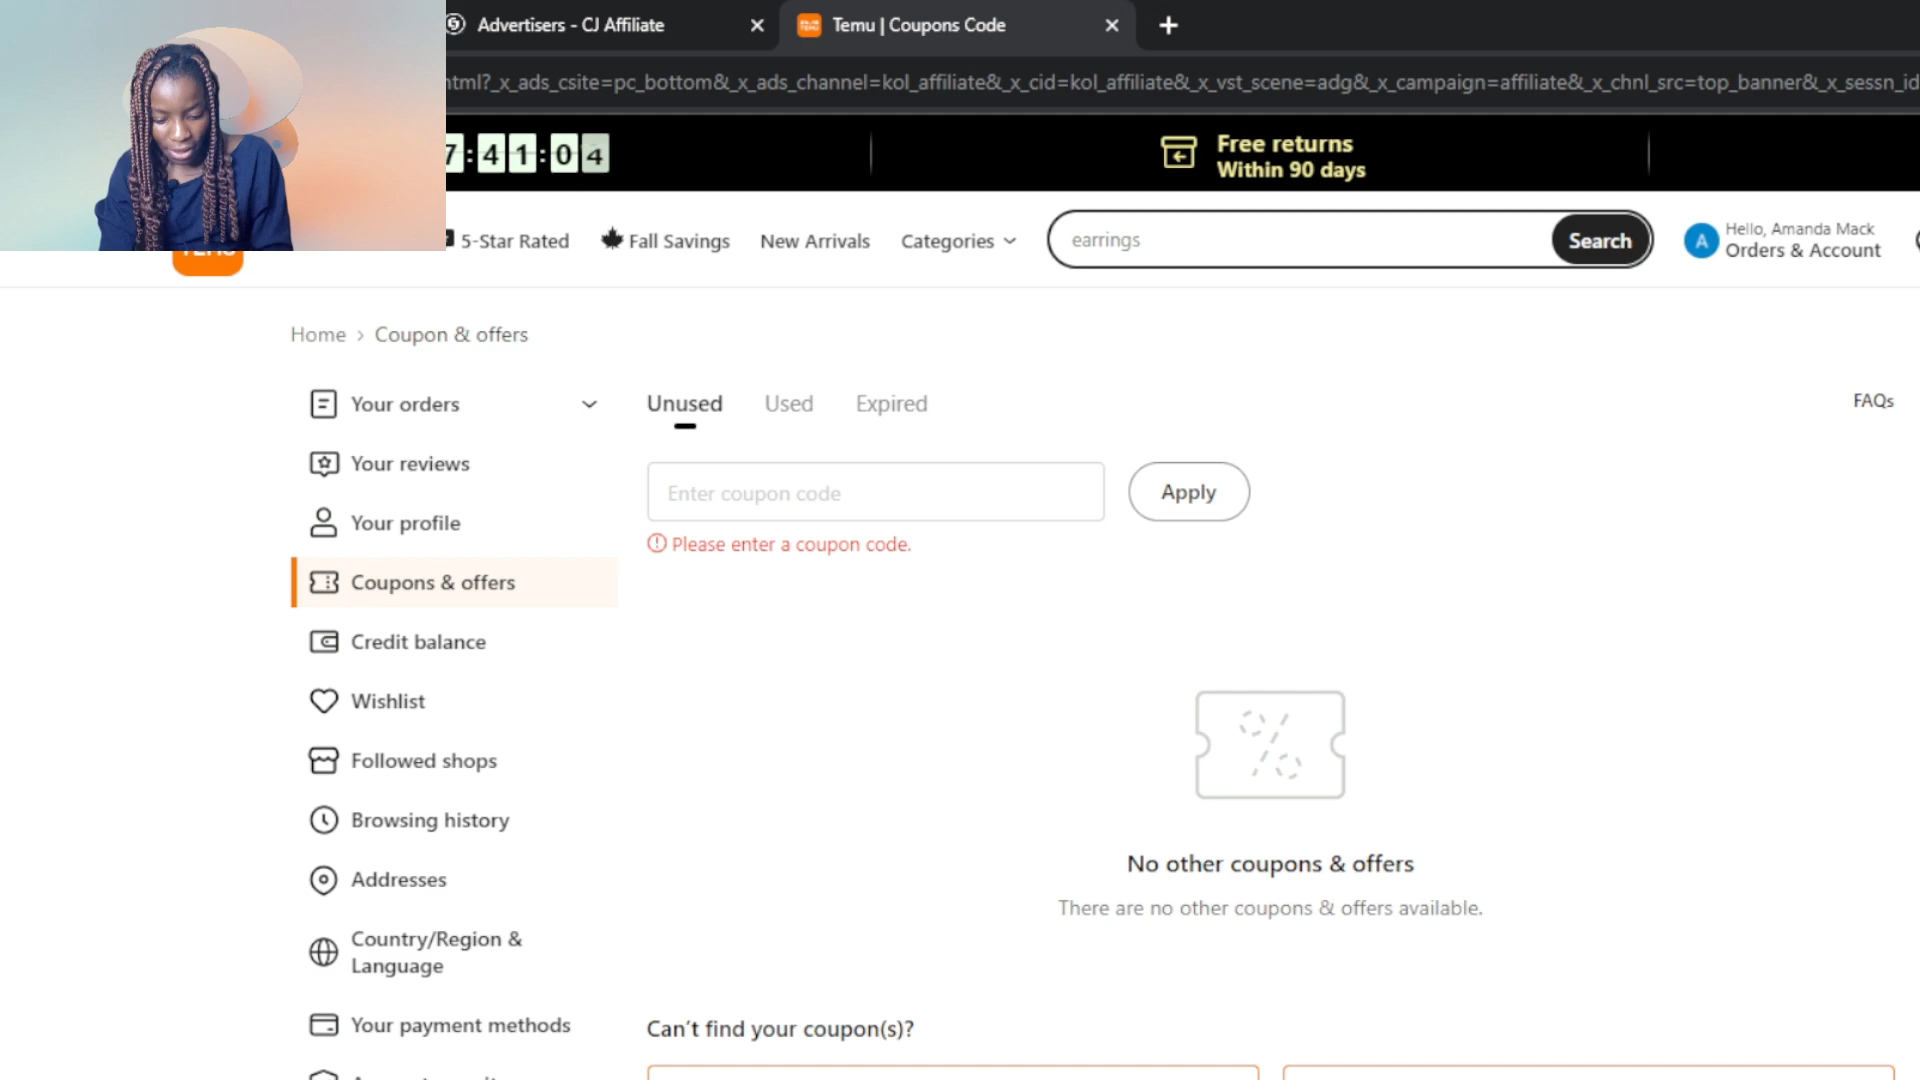 Advertisers - CJ Affiliate
Temu | Coupons Code
html?_x_ads_csite=pc_bottom&_x_ads_channel=kol_affiliate&_x_cid=kol_affiliate&_x_vst_scene=adg&_x_campaign=affiliate&_x_chnl_src=top_banner&_x_sessn_id
7:41:04
Free returns
Within 90 days
TEMU
5-Star Rated
Fall Savings
New Arrivals
Categories
earrings
Search
A
Hello, Amanda Mack
Orders & Account
Home > Coupon & offers
Your orders
Unused
Used
Expired
FAQs
Your reviews
Enter coupon code
Apply
Your profile
Please enter a coupon code.
Coupons & offers
Credit balance
Wishlist
Followed shops
Browsing history
No other coupons & offers
Addresses
There are no other coupons & offers available.
Country/Region &
Language
Your payment methods
Can't find your coupon(s)?